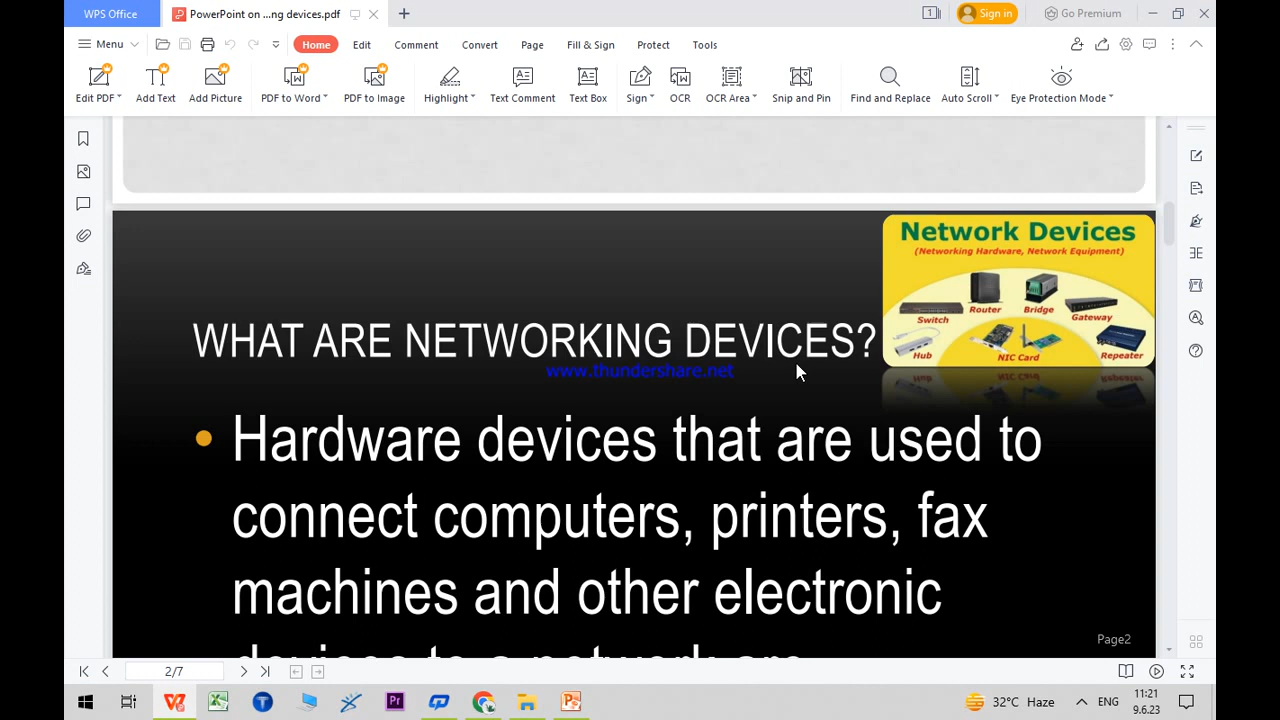 WPS Office
PowerPoint on ...ng devices.pdf
Sign in
Go Premium
Menu
Home
Edit
Comment
Convert
Page
Fill & Sign
Protect
Tools
Edit PDF
Add Text
Add Picture
PDF to Word
PDF to Image
Highlight
Text Comment
Text Box
Sign
OCR
OCR Area
Snip and Pin
Find and Replace
Auto Scroll
Eye Protection Mode
Network Devices
(Networking Hardware, Network Equipment)
Switch
Router
Bridge
Gateway
Hub
NIC Card
Repeater
WHAT ARE NETWORKING DEVICES?
www.thundershare.net
• Hardware devices that are used to
connect computers, printers, fax
machines and other electronic
devices to a network are
Page2
2/7
32°C Haze
ENG
11:21
9.6.23